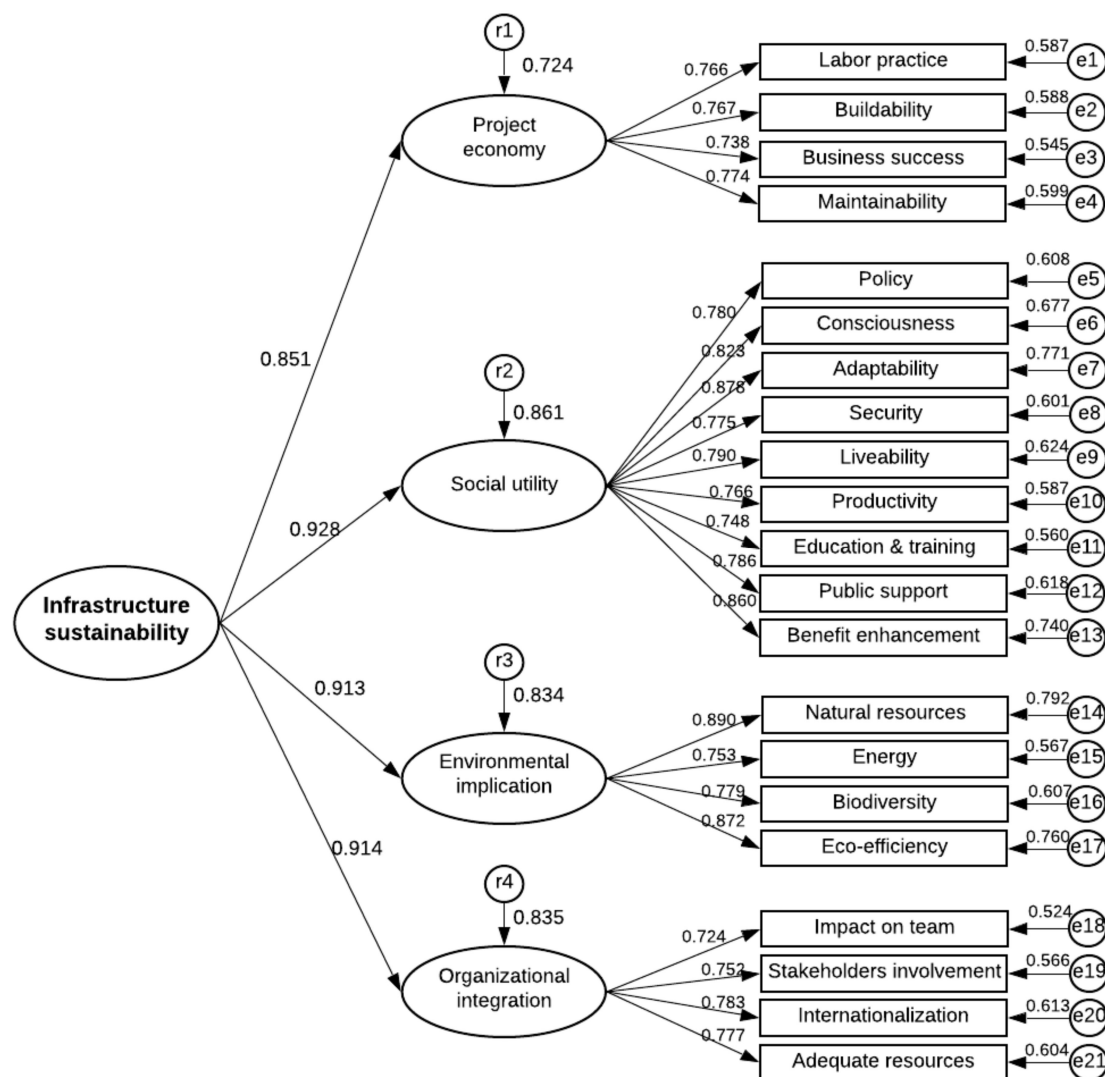 r1
0.724
Project
economy
0.766
0.767
0.738
0.774
Labor practice
0.587
e1
Buildability
0.588
e2
Business success
0.545
e3
Maintainability
0.599
e4
0.851
r2
0.861
Social utility
0.780
0.823
0.878
0.775
0.790
0.766
0.748
0.786
0.860
Policy
0.608
e5
Consciousness
0.677
e6
Adaptability
0.771
e7
Security
0.601
e8
Liveability
0.624
e9
Productivity
0.587
e10
Education & training
0.560
e11
Public support
0.618
e12
Benefit enhancement
0.740
e13
0.928
Infrastructure
sustainability
0.913
r3
0.834
Environmental
implication
0.890
0.753
0.779
0.872
Natural resources
0.792
e14
Energy
0.567
e15
Biodiversity
0.607
e16
Eco-efficiency
0.760
e17
0.914
r4
0.835
Organizational
integration
0.724
0.752
0.783
0.777
Impact on team
0.524
e18
Stakeholders involvement
0.566
e19
Internationalization
0.613
e20
Adequate resources
0.604
e21